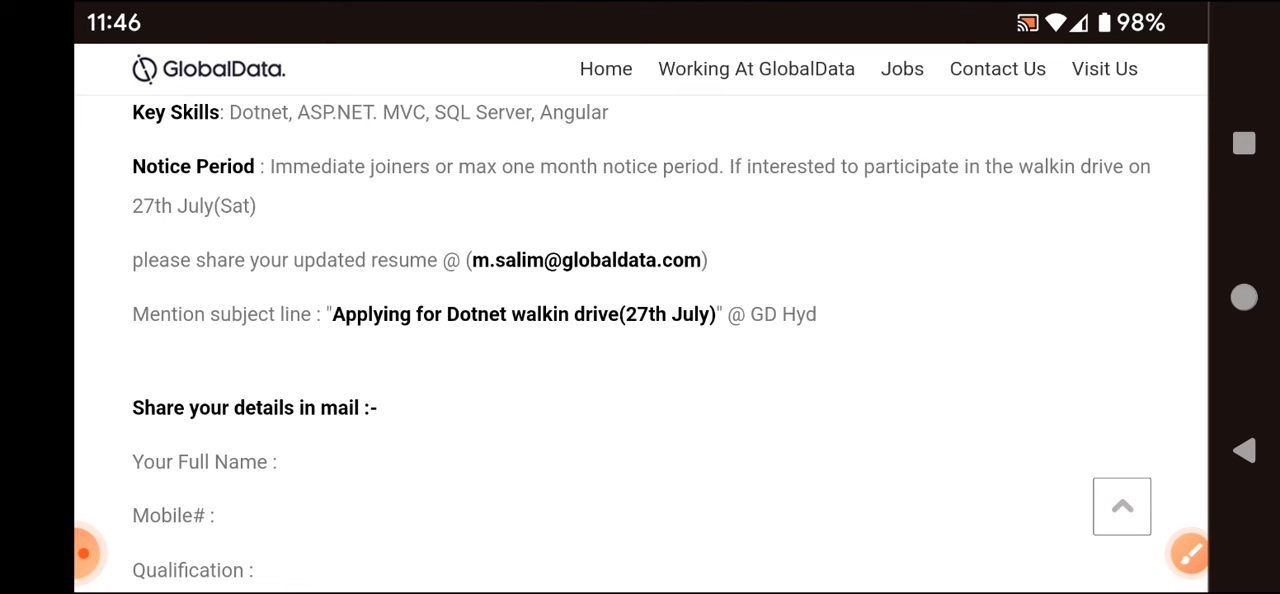 11:46
98%
GlobalData.
Home Working At GlobalData Jobs Contact Us Visit Us
Key Skills: Dotnet, ASP.NET. MVC, SQL Server, Angular
Notice Period : Immediate joiners or max one month notice period. If interested to participate in the walkin drive on
27th July(Sat)
please share your updated resume @ (m.salim@globaldata.com)
Mention subject line : "Applying for Dotnet walkin drive(27th July)" @ GD Hyd
Share your details in mail :-
Your Full Name :
Mobile# :
Qualification :